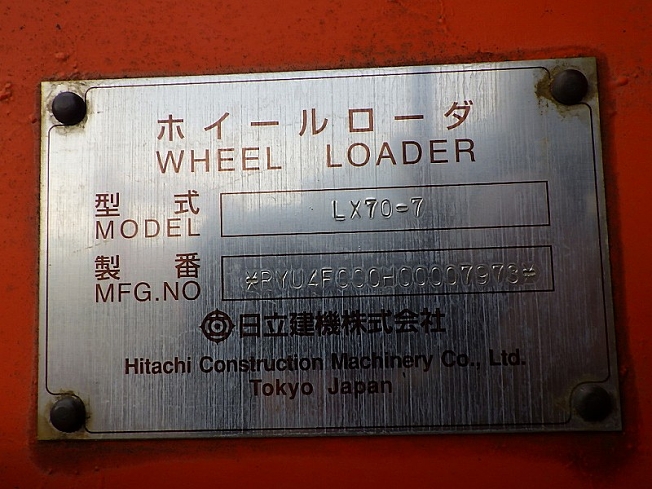 ホイールローダ
WHEEL LOADER
型式 LX70-7
MODEL
製番 *RYU4FC00H00007973*
MFG.NO
日立建機株式会社
Hitachi Construction Machinery Co., Ltd.
Tokyo Japan